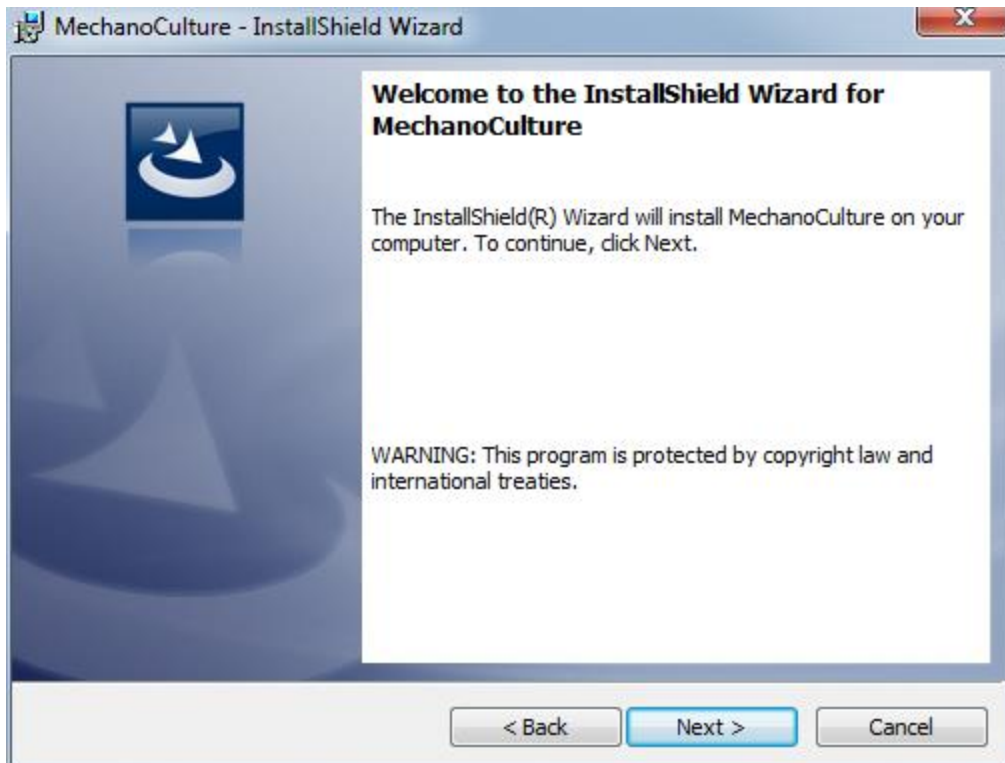 MechanoCulture - InstallShield Wizard
X
Welcome to the InstallShield Wizard for
MechanoCulture
The InstallShield(R) Wizard will install MechanoCulture on your
computer. To continue, click Next.
WARNING: This program is protected by copyright law and
international treaties.
< Back Next > Cancel